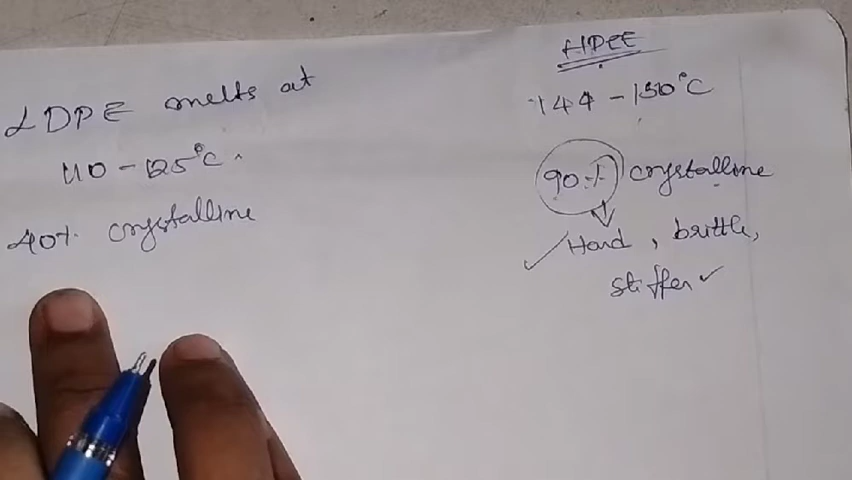 LDPE melts at
110 - 125°C.
40% crystalline
HDPE
144 - 150°C
90% crystalline
Hard, brittle,
stiffer